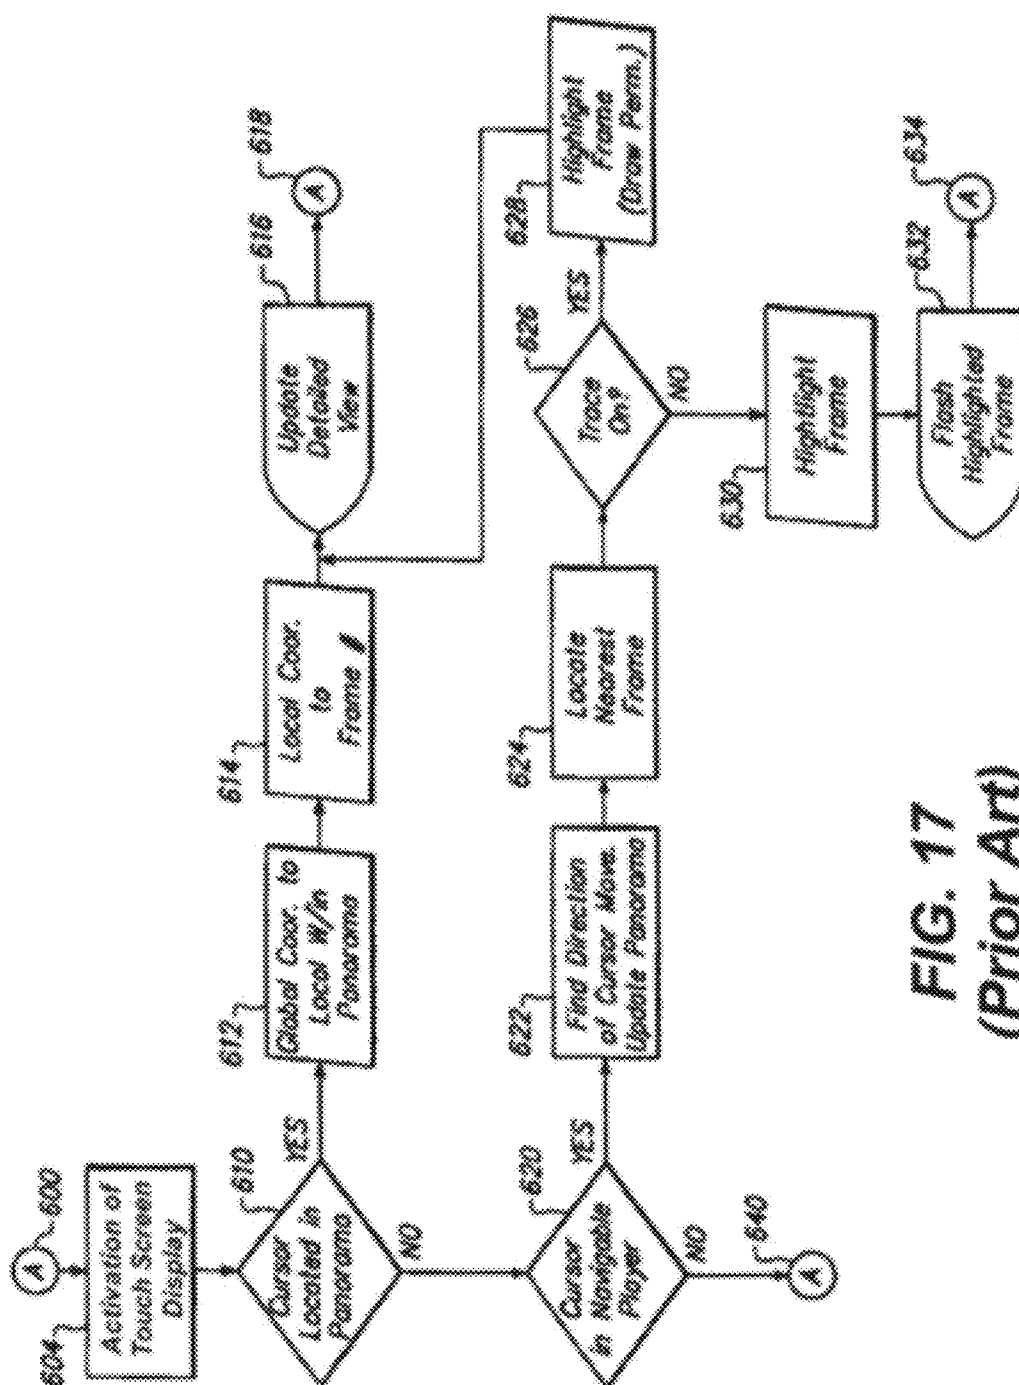 A
600
604
Activation of
Touch Screen
Display
610
Cursor
Located in
Panorama
YES
NO
612
Global Coor. to
Local W/in
Panorama
614
Local Coor.
to
Frame #
616
Update
Detailed
View
618
A
620
Cursor
in Navigable
Player
YES
NO
622
Find Direction
of Cursor Move.
Update Panorama
624
Locate
Nearest
Frame
626
Trace
On?
YES
NO
628
Highlight
Frame
(Draw Perm.)
630
Hightlight
Frame
632
Flash
Highlighted
Frame
634
A
640
A
FIG. 17
(Prior Art)